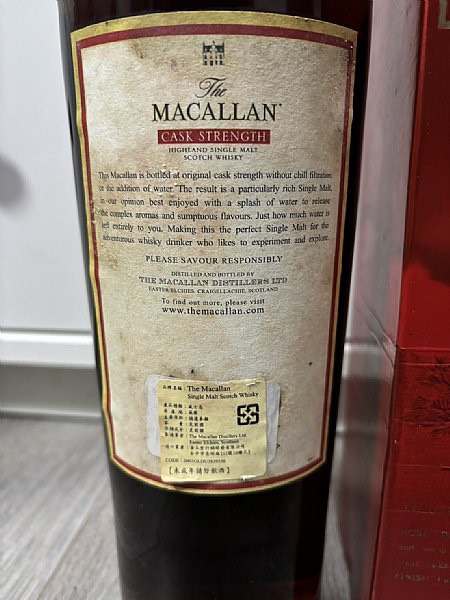 The
MACALLAN
CASK STRENGTH
HIGHLAND SINGLE MALT
SCOTCH WHISKY
This Macallan is bottled at original cask strength without chill filtration
or the addition of water. The result is a particularly rich Single Malt,
in our opinion best enjoyed with a splash of water to release
the complex aromas and sumptuous flavours. Just how much water is
left entirely to you. Making this the perfect Single Malt for the
adventurous whisky drinker who likes to experiment and explore.
PLEASE SAVOUR RESPONSIBLY
DISTILLED AND BOTTLED BY
THE MACALLAN DISTILLERS LTD
EASTER ELCHIES, CRAIGELLACHIE, SCOTLAND
To find out more, please visit
www.themacallan.com
The Macallan
Single Malt Scotch Whisky
The Macallan Distillers Ltd.
Easter Elchies, Scotland
【未成年請勿飲酒】